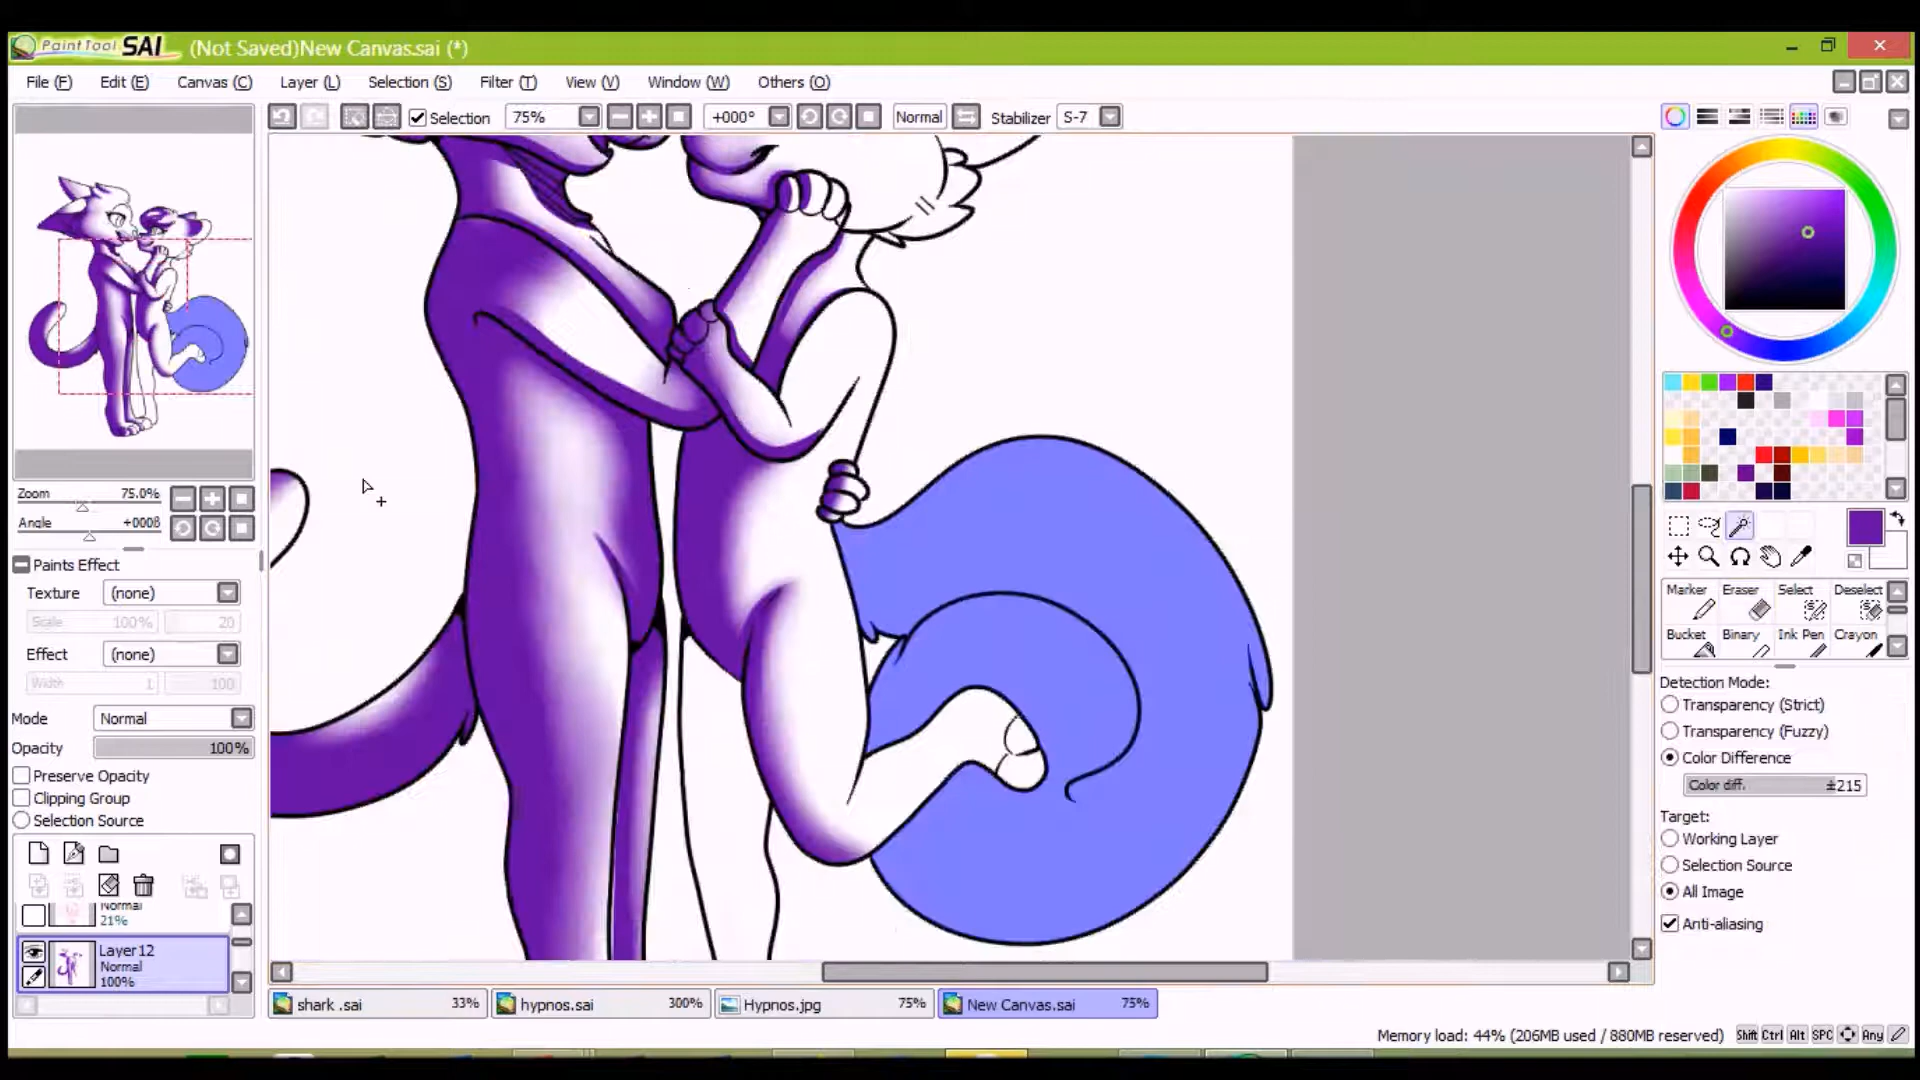 PaintTool SAI (Not Saved)New Canvas.sai (*)
File (F) Edit (E) Canvas (C) Layer (L) Selection (S) Filter (T) View (V) Window (W) Others (O)
Selection 75% +000° Normal Stabilizer S-7
Zoom 75.0%
Angle +000
Paints Effect
Texture (none)
Scale 100% 20
Effect (none)
Width 1 100
Mode Normal
Opacity 100%
Preserve Opacity
Clipping Group
Selection Source
Normal
21%
Layer12
Normal
100%
Marker Eraser Select Deselect
Bucket Binary Ink Pen Crayon
Detection Mode:
Transparency (Strict)
Transparency (Fuzzy)
Color Difference
Color diff. ±215
Target:
Working Layer
Selection Source
All Image
Anti-aliasing
shark .sai 33% hypnos.sai 300% Hypnos.jpg 75% New Canvas.sai 75%
Memory load: 44% (206MB used / 880MB reserved) Shift Ctrl Alt SPC Any